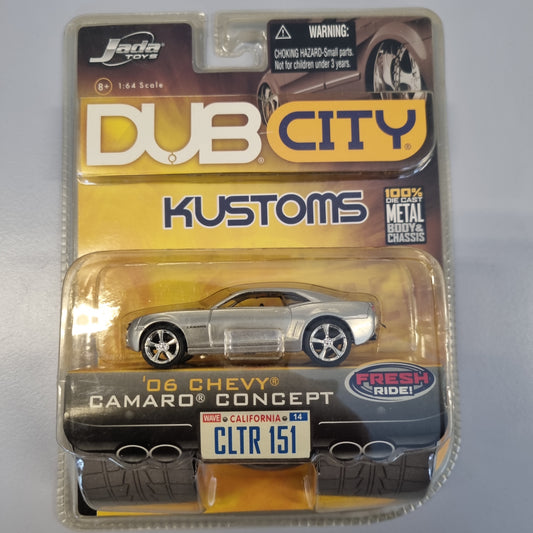 Jada
TOYS
8+ 1:64 Scale
WARNING:
CHOKING HAZARD-Small parts.
Not for children under 3 years.
DUB CITY®
KUSTOMS
100%
DIE CAST
METAL
BODY&
CHASSIS
'06 CHEVY®
CAMARO® CONCEPT
FRESH
RIDE!
WAVE CALIFORNIA 14
CLTR 151